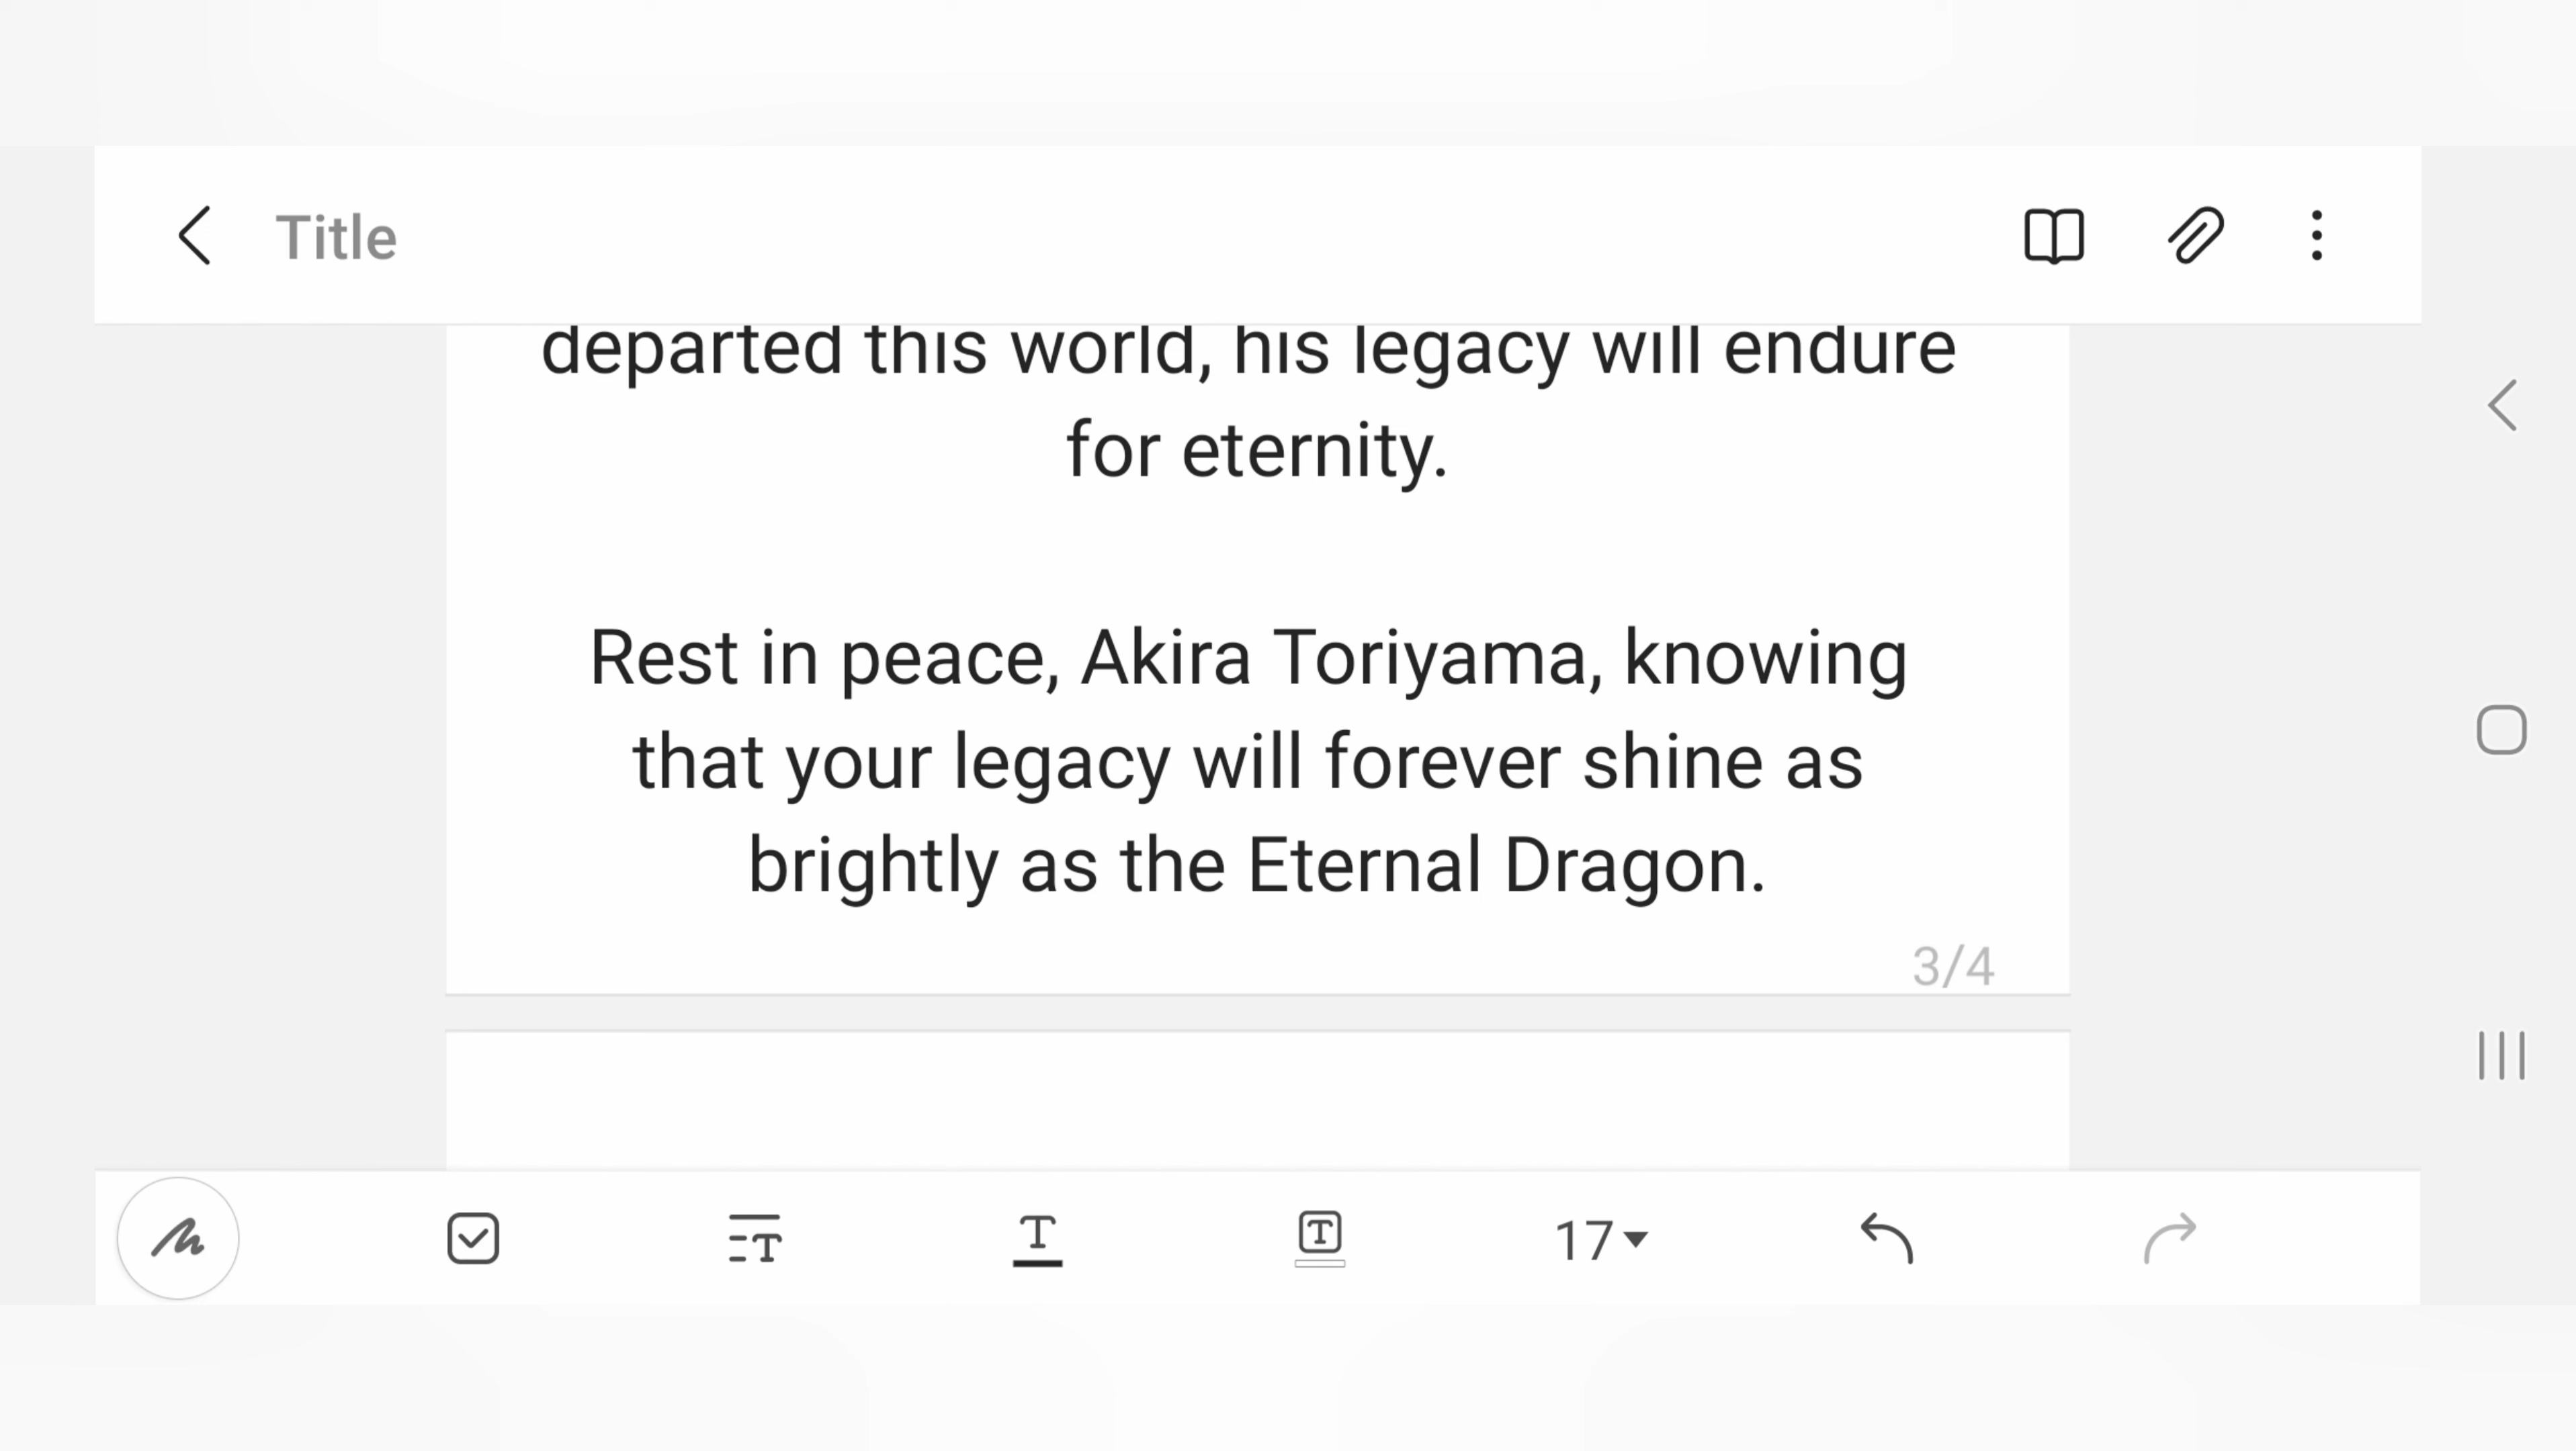 Title
departed this world, his legacy will endure
for eternity.
Rest in peace, Akira Toriyama, knowing
that your legacy will forever shine as
brightly as the Eternal Dragon.
3/4
17